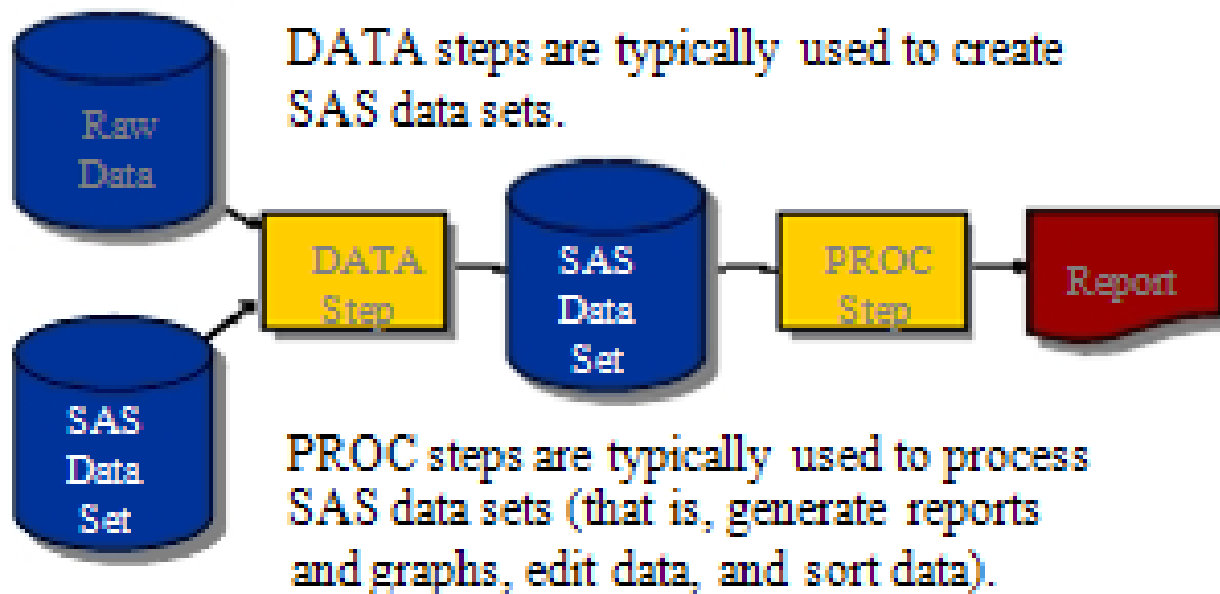 DATA steps are typically used to create
SAS data sets.
Raw
Data
DATA
Step
SAS
Data
Set
PROC
Step
Report
SAS
Data
Set
PROC steps are typically used to process
SAS data sets (that is, generate reports
and graphs, edit data, and sort data).